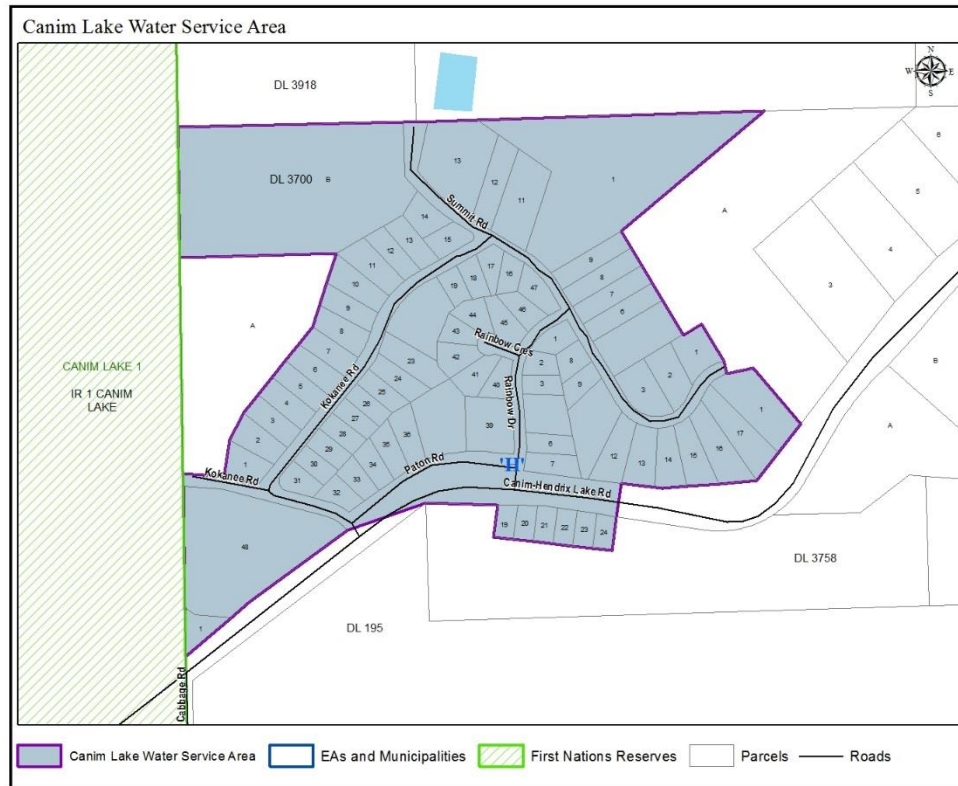 Canim Lake Water Service Area
N
W E
S
DL 3918
DL 3700
B
6
5
4
3
A
B
A
13
12
11
1
14
15
13
12
11
10
9
8
7
6
5
4
3
2
1
Summit Rd
17
16
18
19
47
46
45
44
43
42
41
40
39
Rainbow Cres
Rainbow Dr
9
8
7
6
1
2
3
8
9
6
7
23
24
25
26
27
28
29
30
31
32
33
34
35
36
Kokanee Rd
A
CANIM LAKE 1
IR 1 CANIM
LAKE
3
2
1
1
12
13
14
15
16
17
Kokanee Rd
Paton Rd
'H'
Canim-Hendrix Lake Rd
19
20
21
22
23
24
48
1
DL 3758
DL 195
Cabbage Rd
Canim Lake Water Service Area
EAs and Municipalities
First Nations Reserves
Parcels
Roads